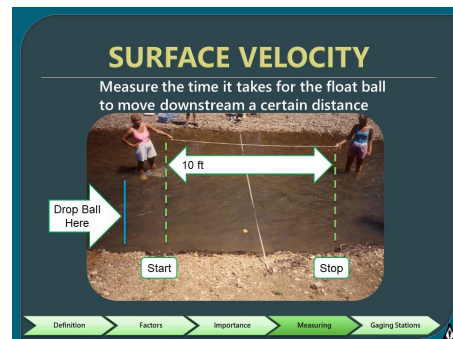 SURFACE VELOCITY
Measure the time it takes for the float ball
to move downstream a certain distance
10 ft
Drop Ball
Here
Start
Stop
Definition
Factors
Importance
Measuring
Gaging Stations